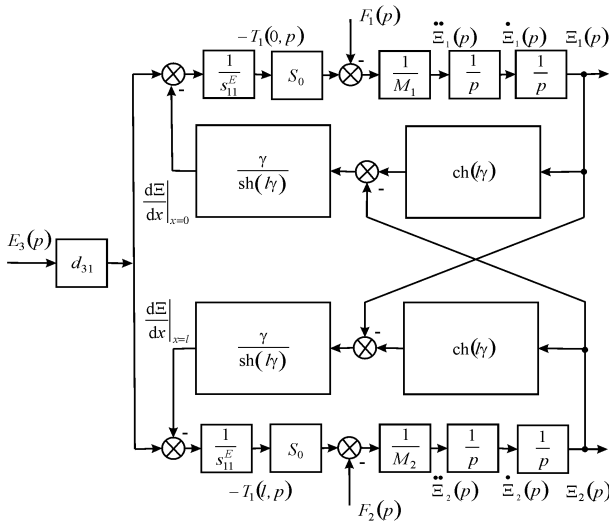 −T₁(0, p)
F₁(p)
Ξ̈₁(p)
Ξ̇₁(p)
Ξ₁(p)
-
1/s₁₁ᴱ
S₀
-
1/M₁
1/p
1/p
γ/sh(lγ)
-
ch(lγ)
dΞ/dx|ₓ₌₀
E₃(p)
d₃₁
dΞ/dx|ₓ₌ₗ
γ/sh(lγ)
-
ch(lγ)
-
1/s₁₁ᴱ
S₀
-
1/M₂
1/p
1/p
−T₁(l, p)
F₂(p)
Ξ̈₂(p)
Ξ̇₂(p)
Ξ₂(p)